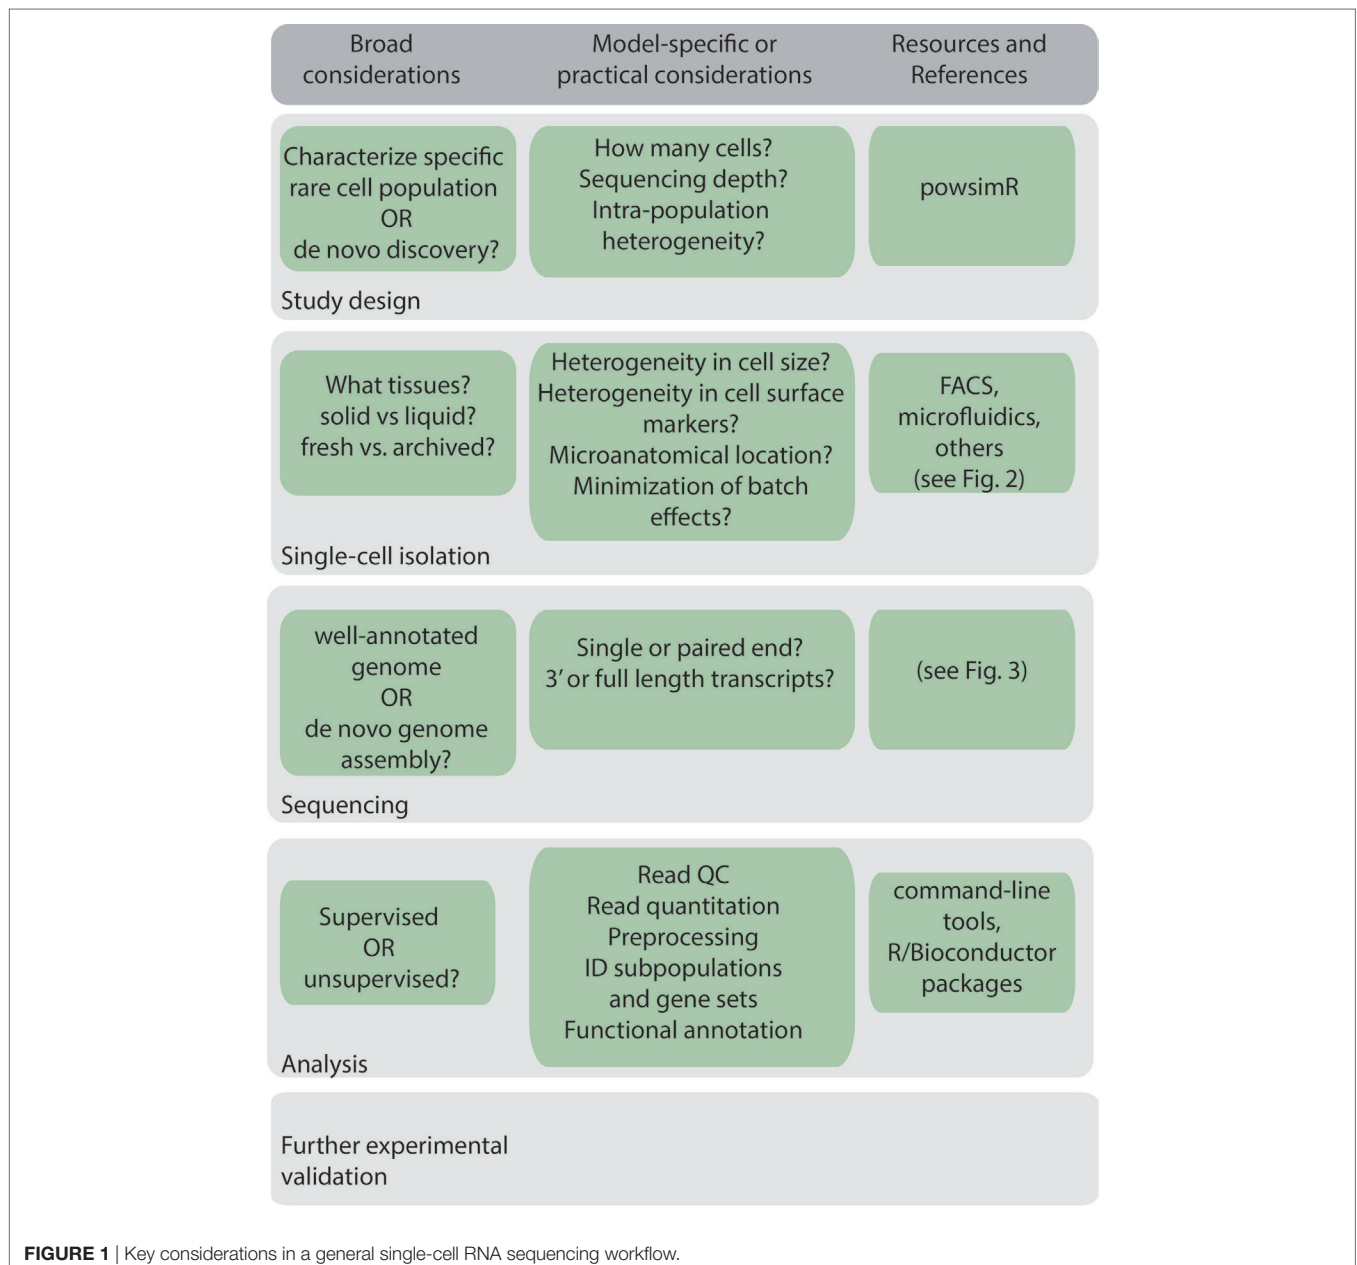 Broad
considerations
Model-specific or
practical considerations
Resources and
References
Characterize specific
rare cell population
OR
de novo discovery?
How many cells?
Sequencing depth?
Intra-population
heterogeneity?
powsimR
Study design
What tissues?
solid vs liquid?
fresh vs. archived?
Heterogeneity in cell size?
Heterogeneity in cell surface
markers?
Microanatomical location?
Minimization of batch
effects?
FACS,
microfluidics,
others
(see Fig. 2)
Single-cell isolation
well-annotated
genome
OR
de novo genome
assembly?
Single or paired end?
3′ or full length transcripts?
(see Fig. 3)
Sequencing
Supervised
OR
unsupervised?
Read QC
Read quantitation
Preprocessing
ID subpopulations
and gene sets
Functional annotation
command-line
tools,
R/Bioconductor
packages
Analysis
Further experimental
validation
FIGURE 1 | Key considerations in a general single-cell RNA sequencing workflow.